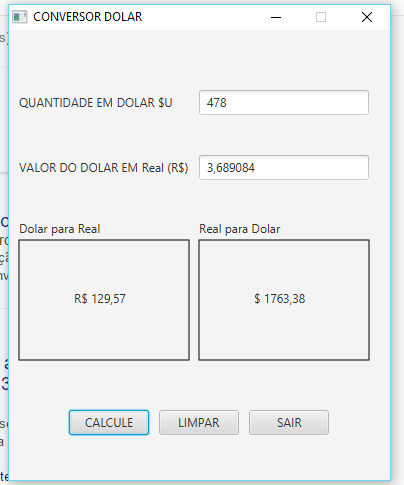 CONVERSOR DOLAR
QUANTIDADE EM DOLAR $U 478
VALOR DO DOLAR EM Real (R$) 3,689084
Dolar para Real Real para Dolar
R$ 129,57 $ 1763,38
CALCULE LIMPAR SAIR